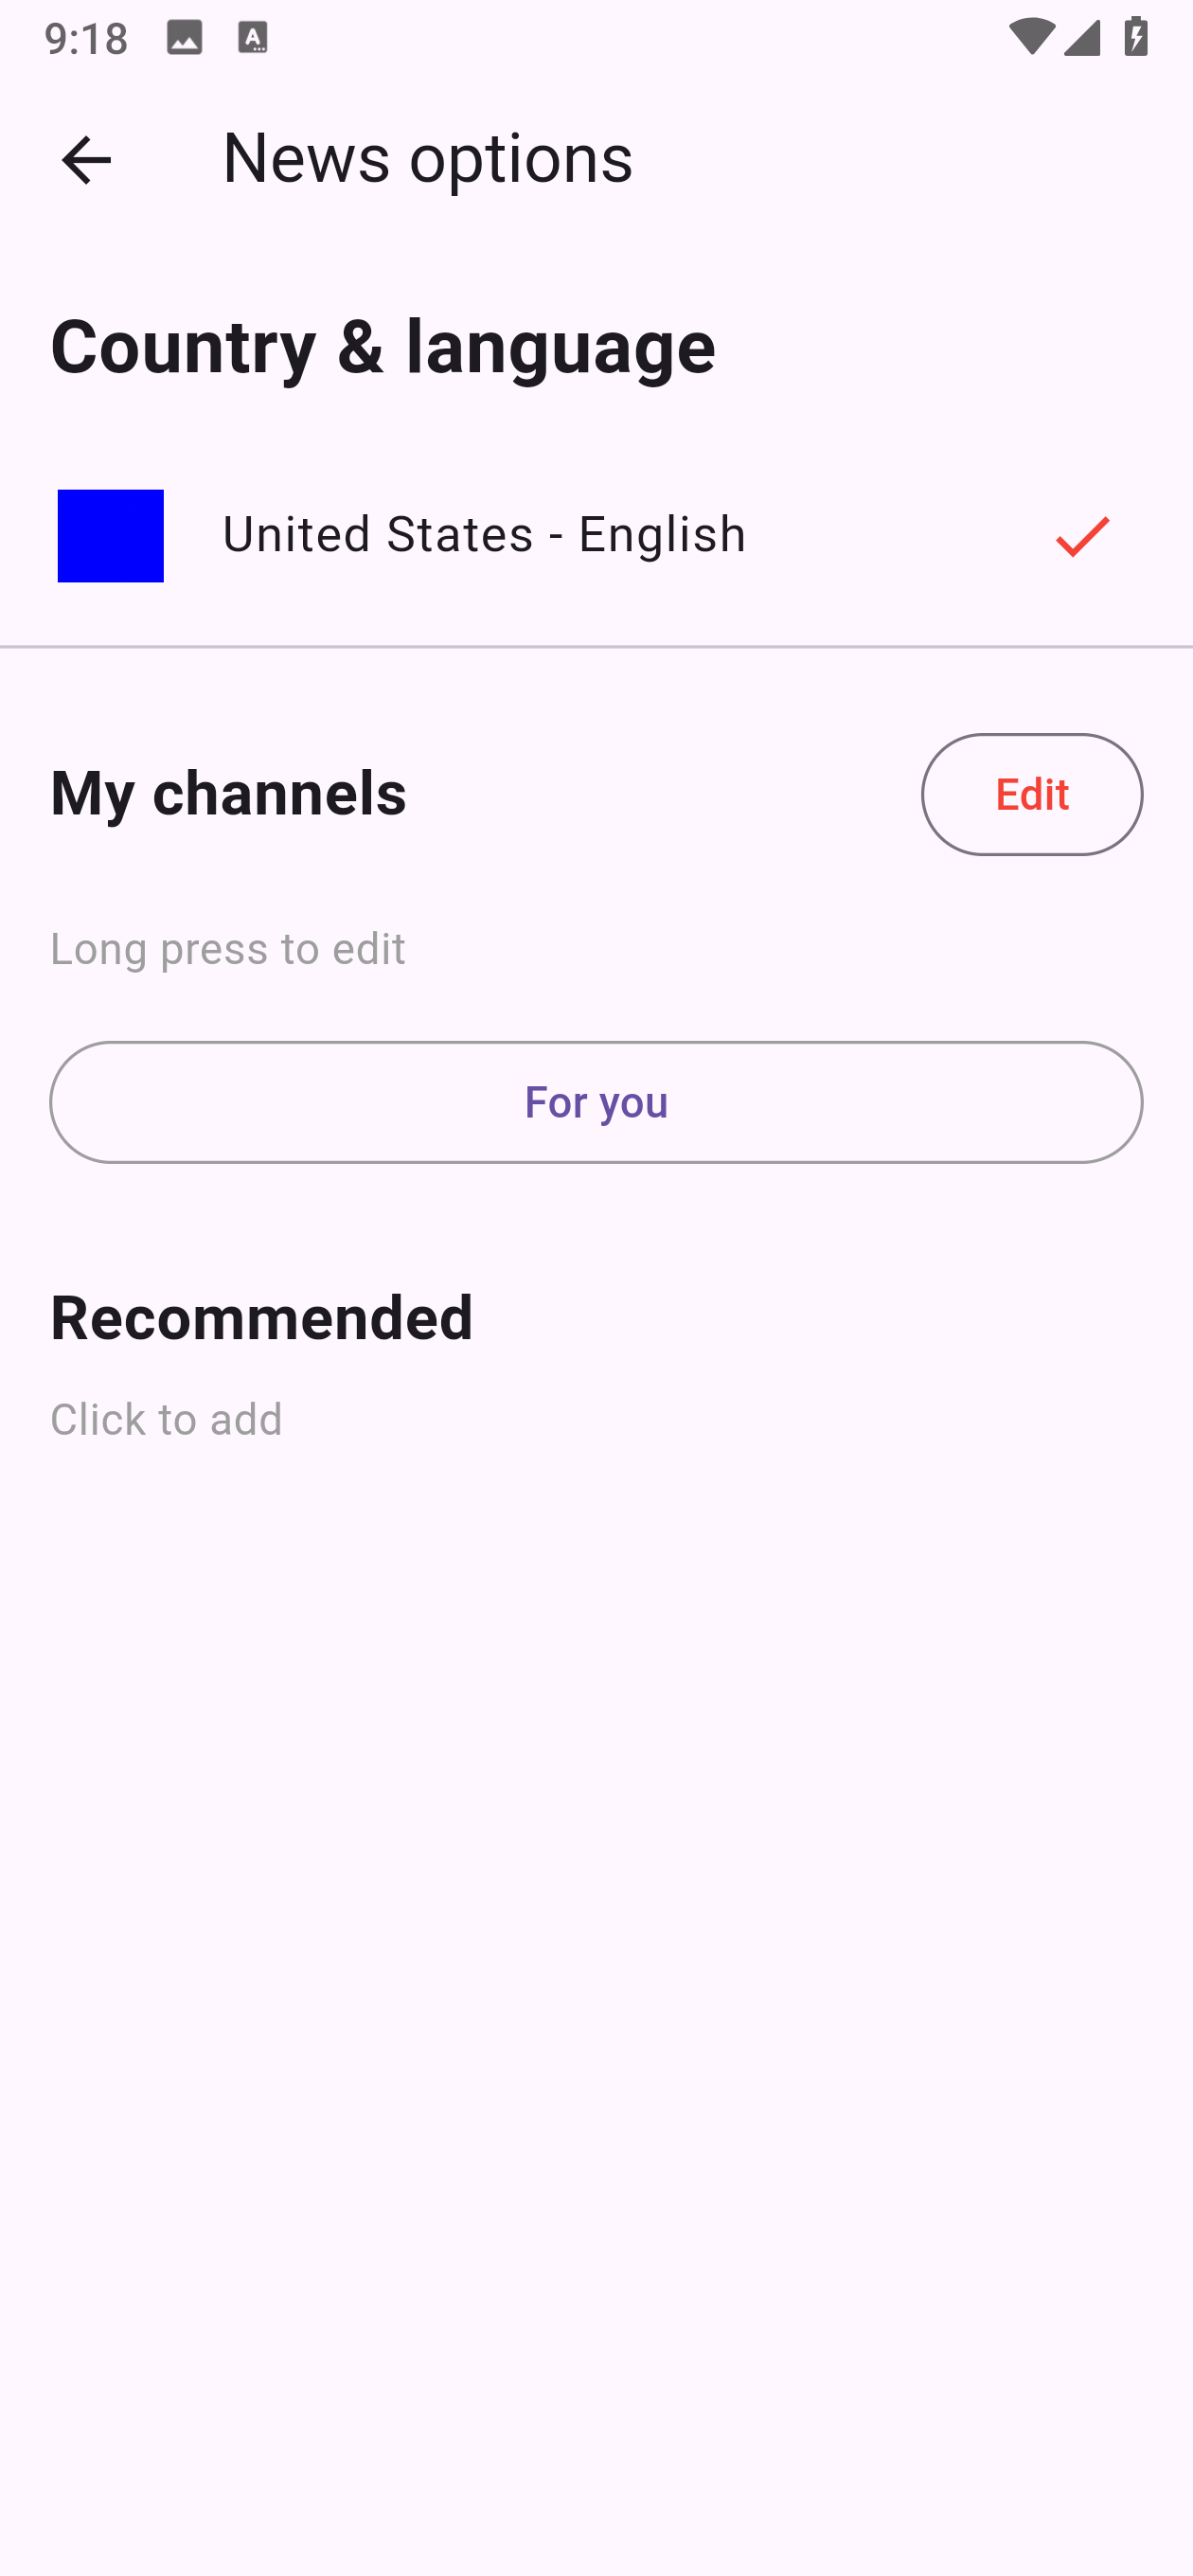 9:18
News options
Country & language
United States - English
My channels
Edit
Long press to edit
For you
Recommended
Click to add